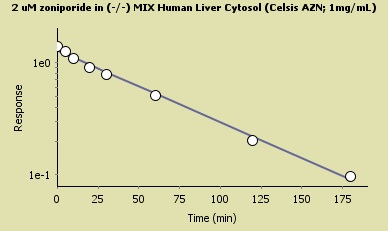 2 uM zoniporide in (-/-) MIX Human Liver Cytosol (Celsis AZN; 1mg/mL)
1e0
Response
1e-1
0 25 50 75 100 125 150 175
Time (min)